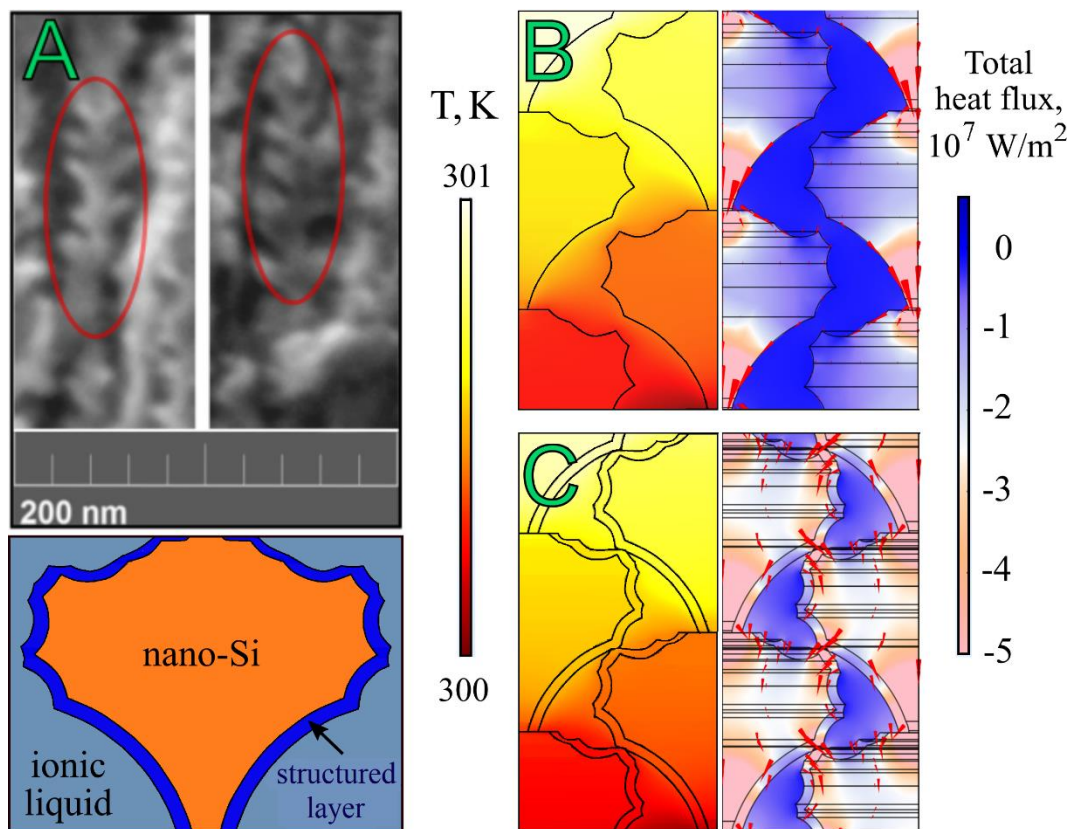 A
200 nm
nano-Si
ionic
liquid
structured
layer
T, K
301
300
B
C
Total
heat flux,
10⁷ W/m²
0
-1
-2
-3
-4
-5